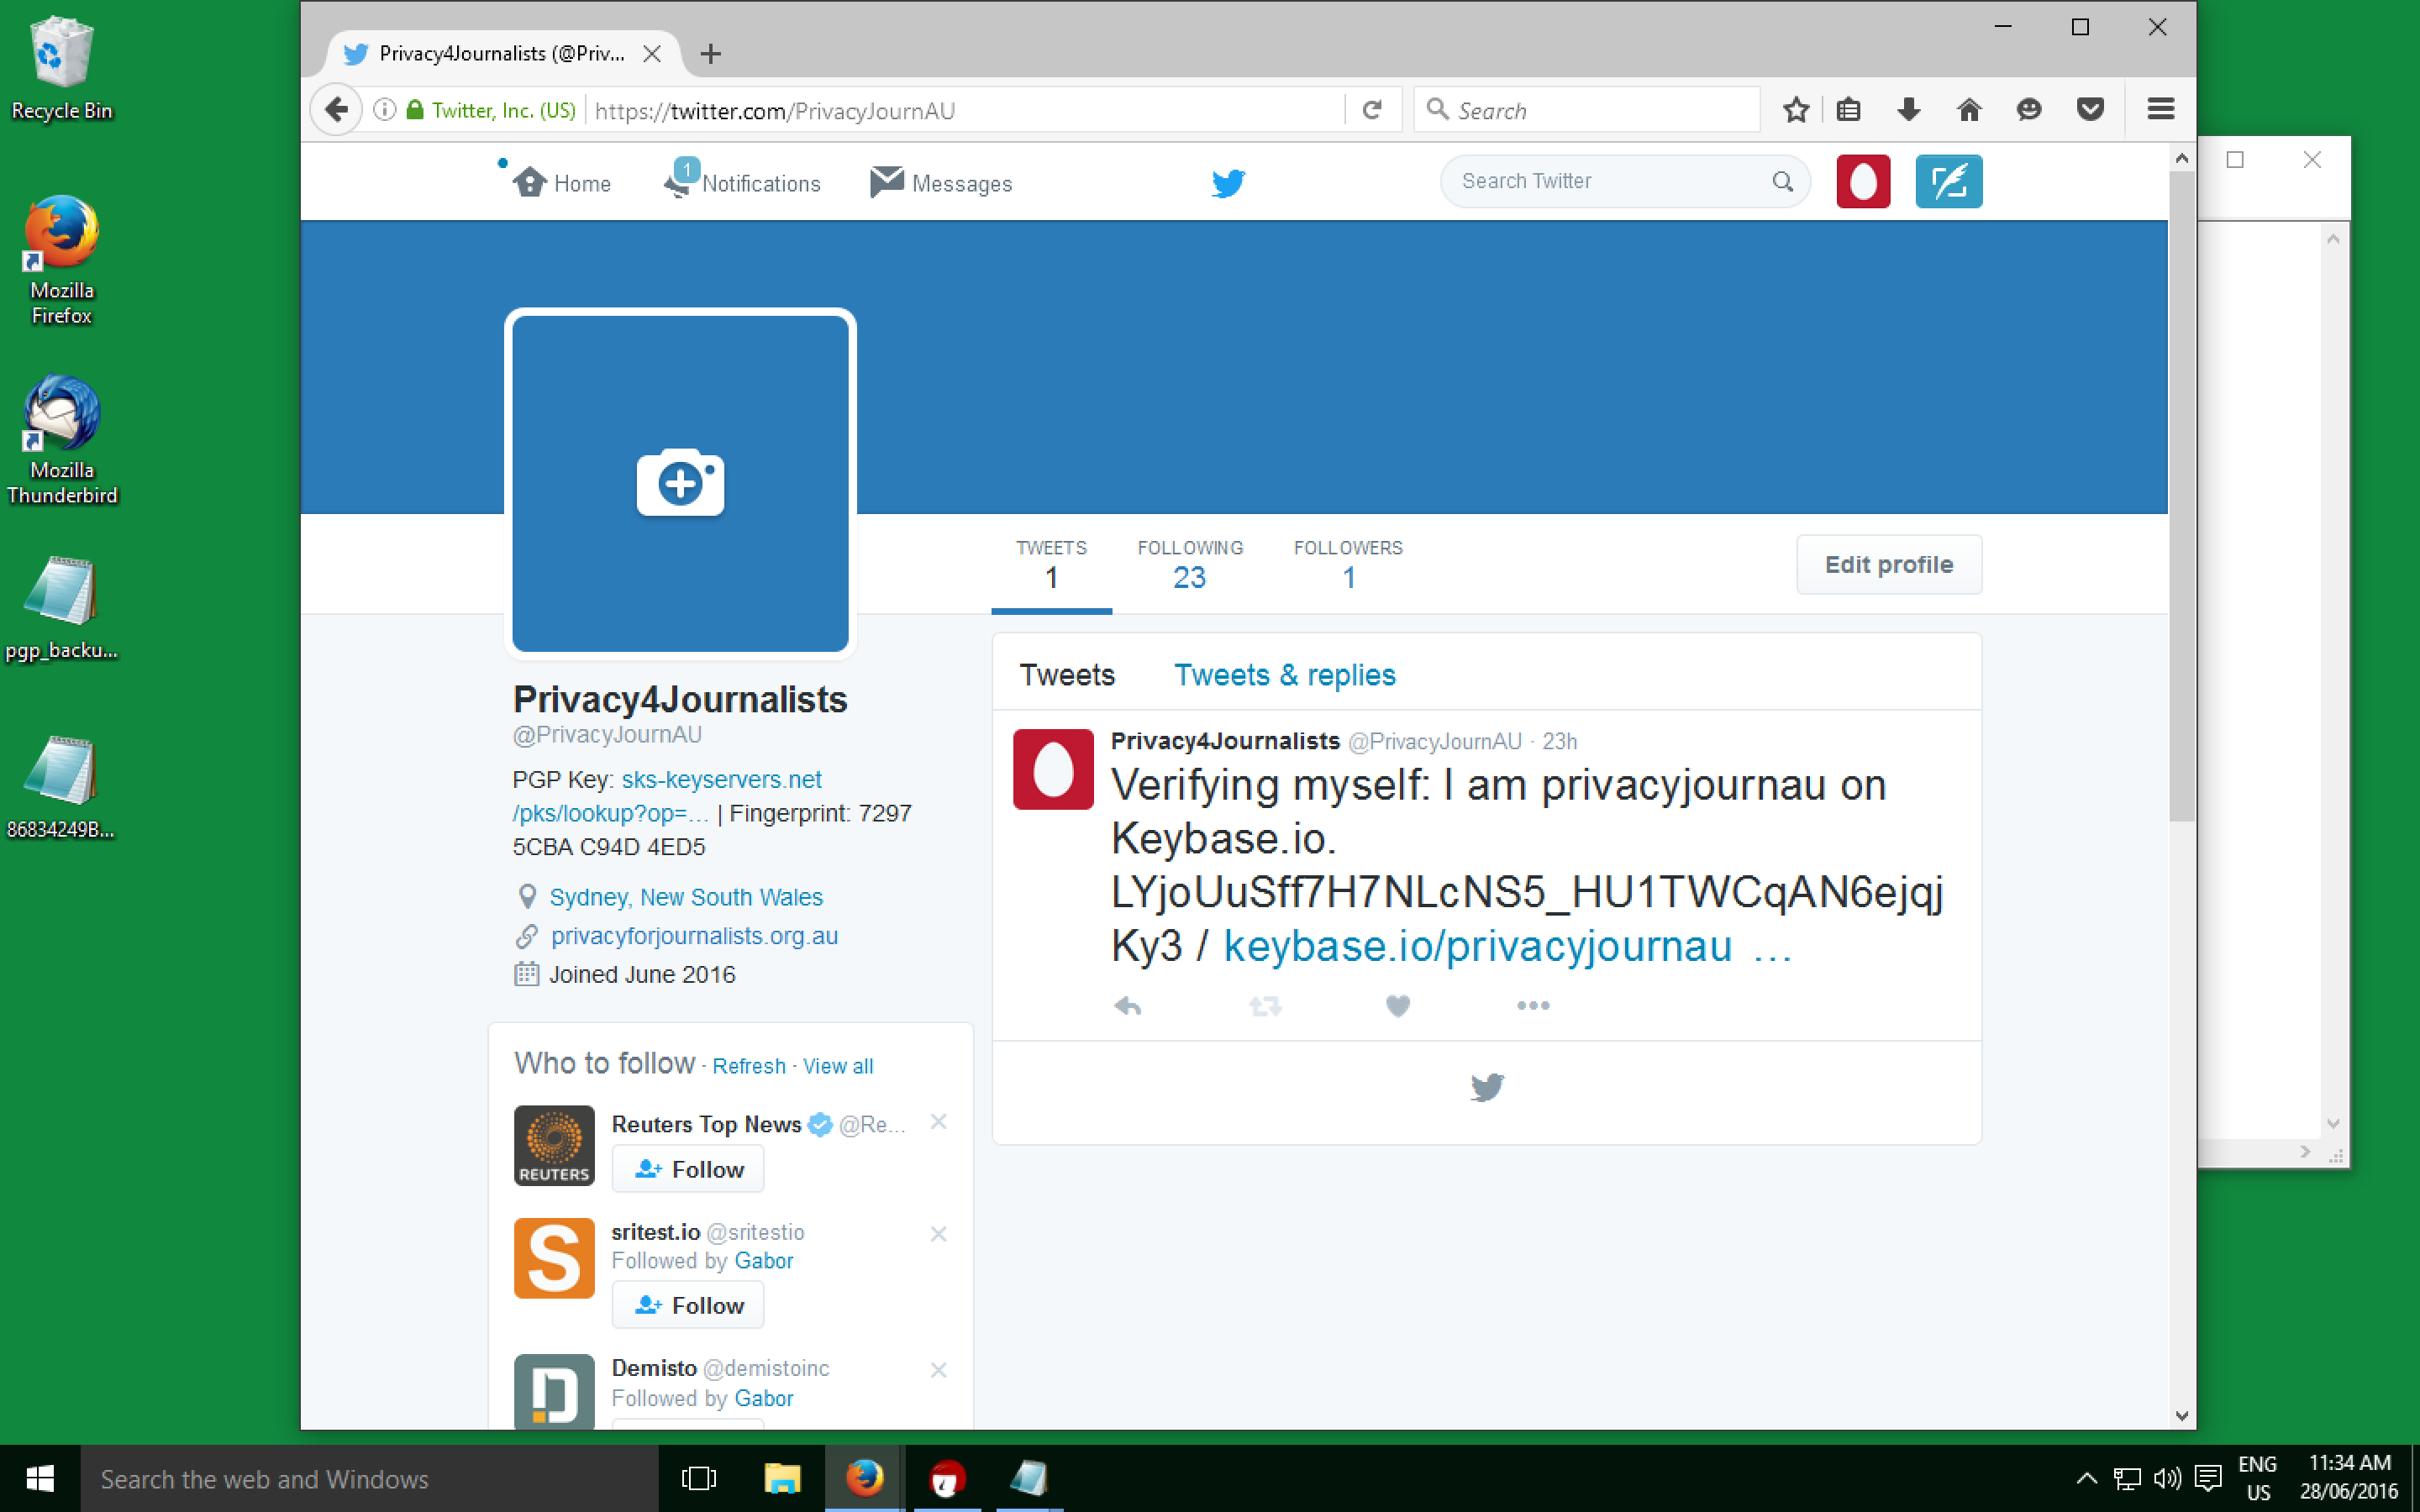 Recycle Bin
Mozilla
Firefox
Mozilla
Thunderbird
pgp_backu...
86834249B...
Privacy4Journalists (@Priv...
Twitter, Inc. (US)
https://twitter.com/PrivacyJournAU
Search
Home
1
Notifications
Messages
Search Twitter
TWEETS
1
FOLLOWING
23
FOLLOWERS
1
Edit profile
Privacy4Journalists
@PrivacyJournAU
PGP Key: sks-keyservers.net
/pks/lookup?op=... | Fingerprint: 7297
5CBA C94D 4ED5
Sydney, New South Wales
privacyforjournalists.org.au
Joined June 2016
Who to follow · Refresh · View all
REUTERS
Reuters Top News @Re...
Follow
S
sritest.io @sritestio
Followed by Gabor
Follow
D
Demisto @demistoinc
Followed by Gabor
Tweets
Tweets & replies
Privacy4Journalists @PrivacyJournAU · 23h
Verifying myself: I am privacyjournau on
Keybase.io.
LYjoUuSff7H7NLcNS5_HU1TWCqAN6ejqj
Ky3 / keybase.io/privacyjournau ...
Search the web and Windows
ENG
US
11:34 AM
28/06/2016